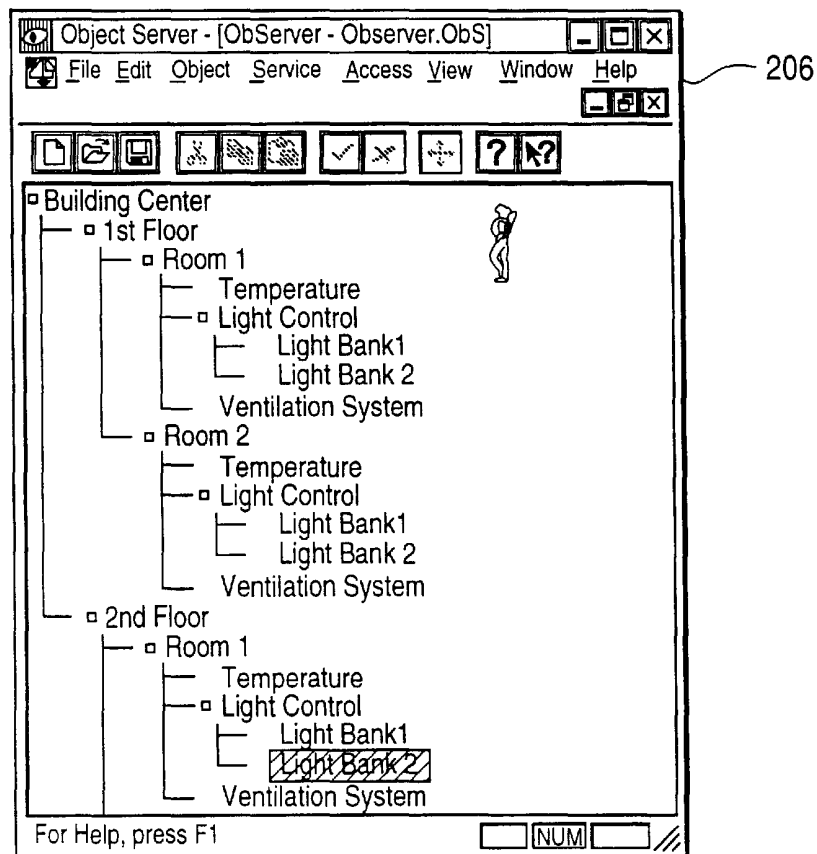 Object Server - [ObServer - Observer.ObS]
File Edit Object Service Access View Window Help
206
? ?
Building Center
1st Floor
Room 1
Temperature
Light Control
Light Bank1
Light Bank 2
Ventilation System
Room 2
Temperature
Light Control
Light Bank1
Light Bank 2
Ventilation System
2nd Floor
Room 1
Temperature
Light Control
Light Bank1
Light Bank 2
Ventilation System
For Help, press F1
NUM